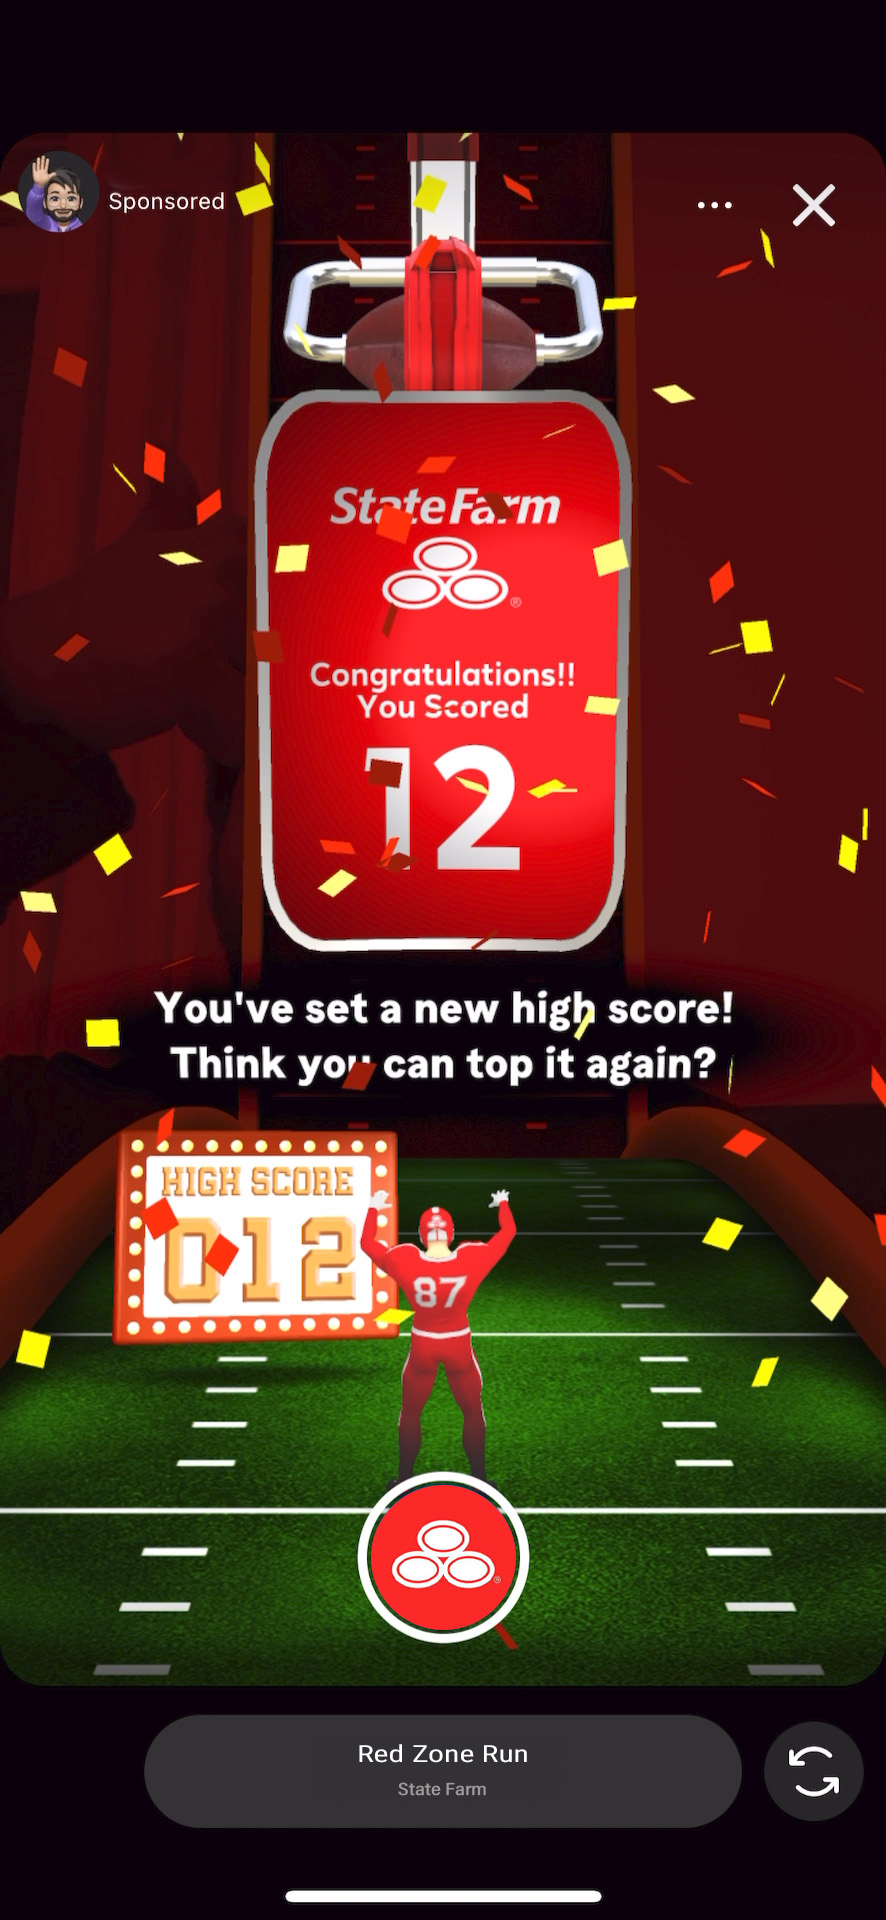 Sponsored
State Farm
®
Congratulations!!
You Scored
12
You've set a new high score!
Think you can top it again?
HIGH SCORE
012
87
®
Red Zone Run
State Farm